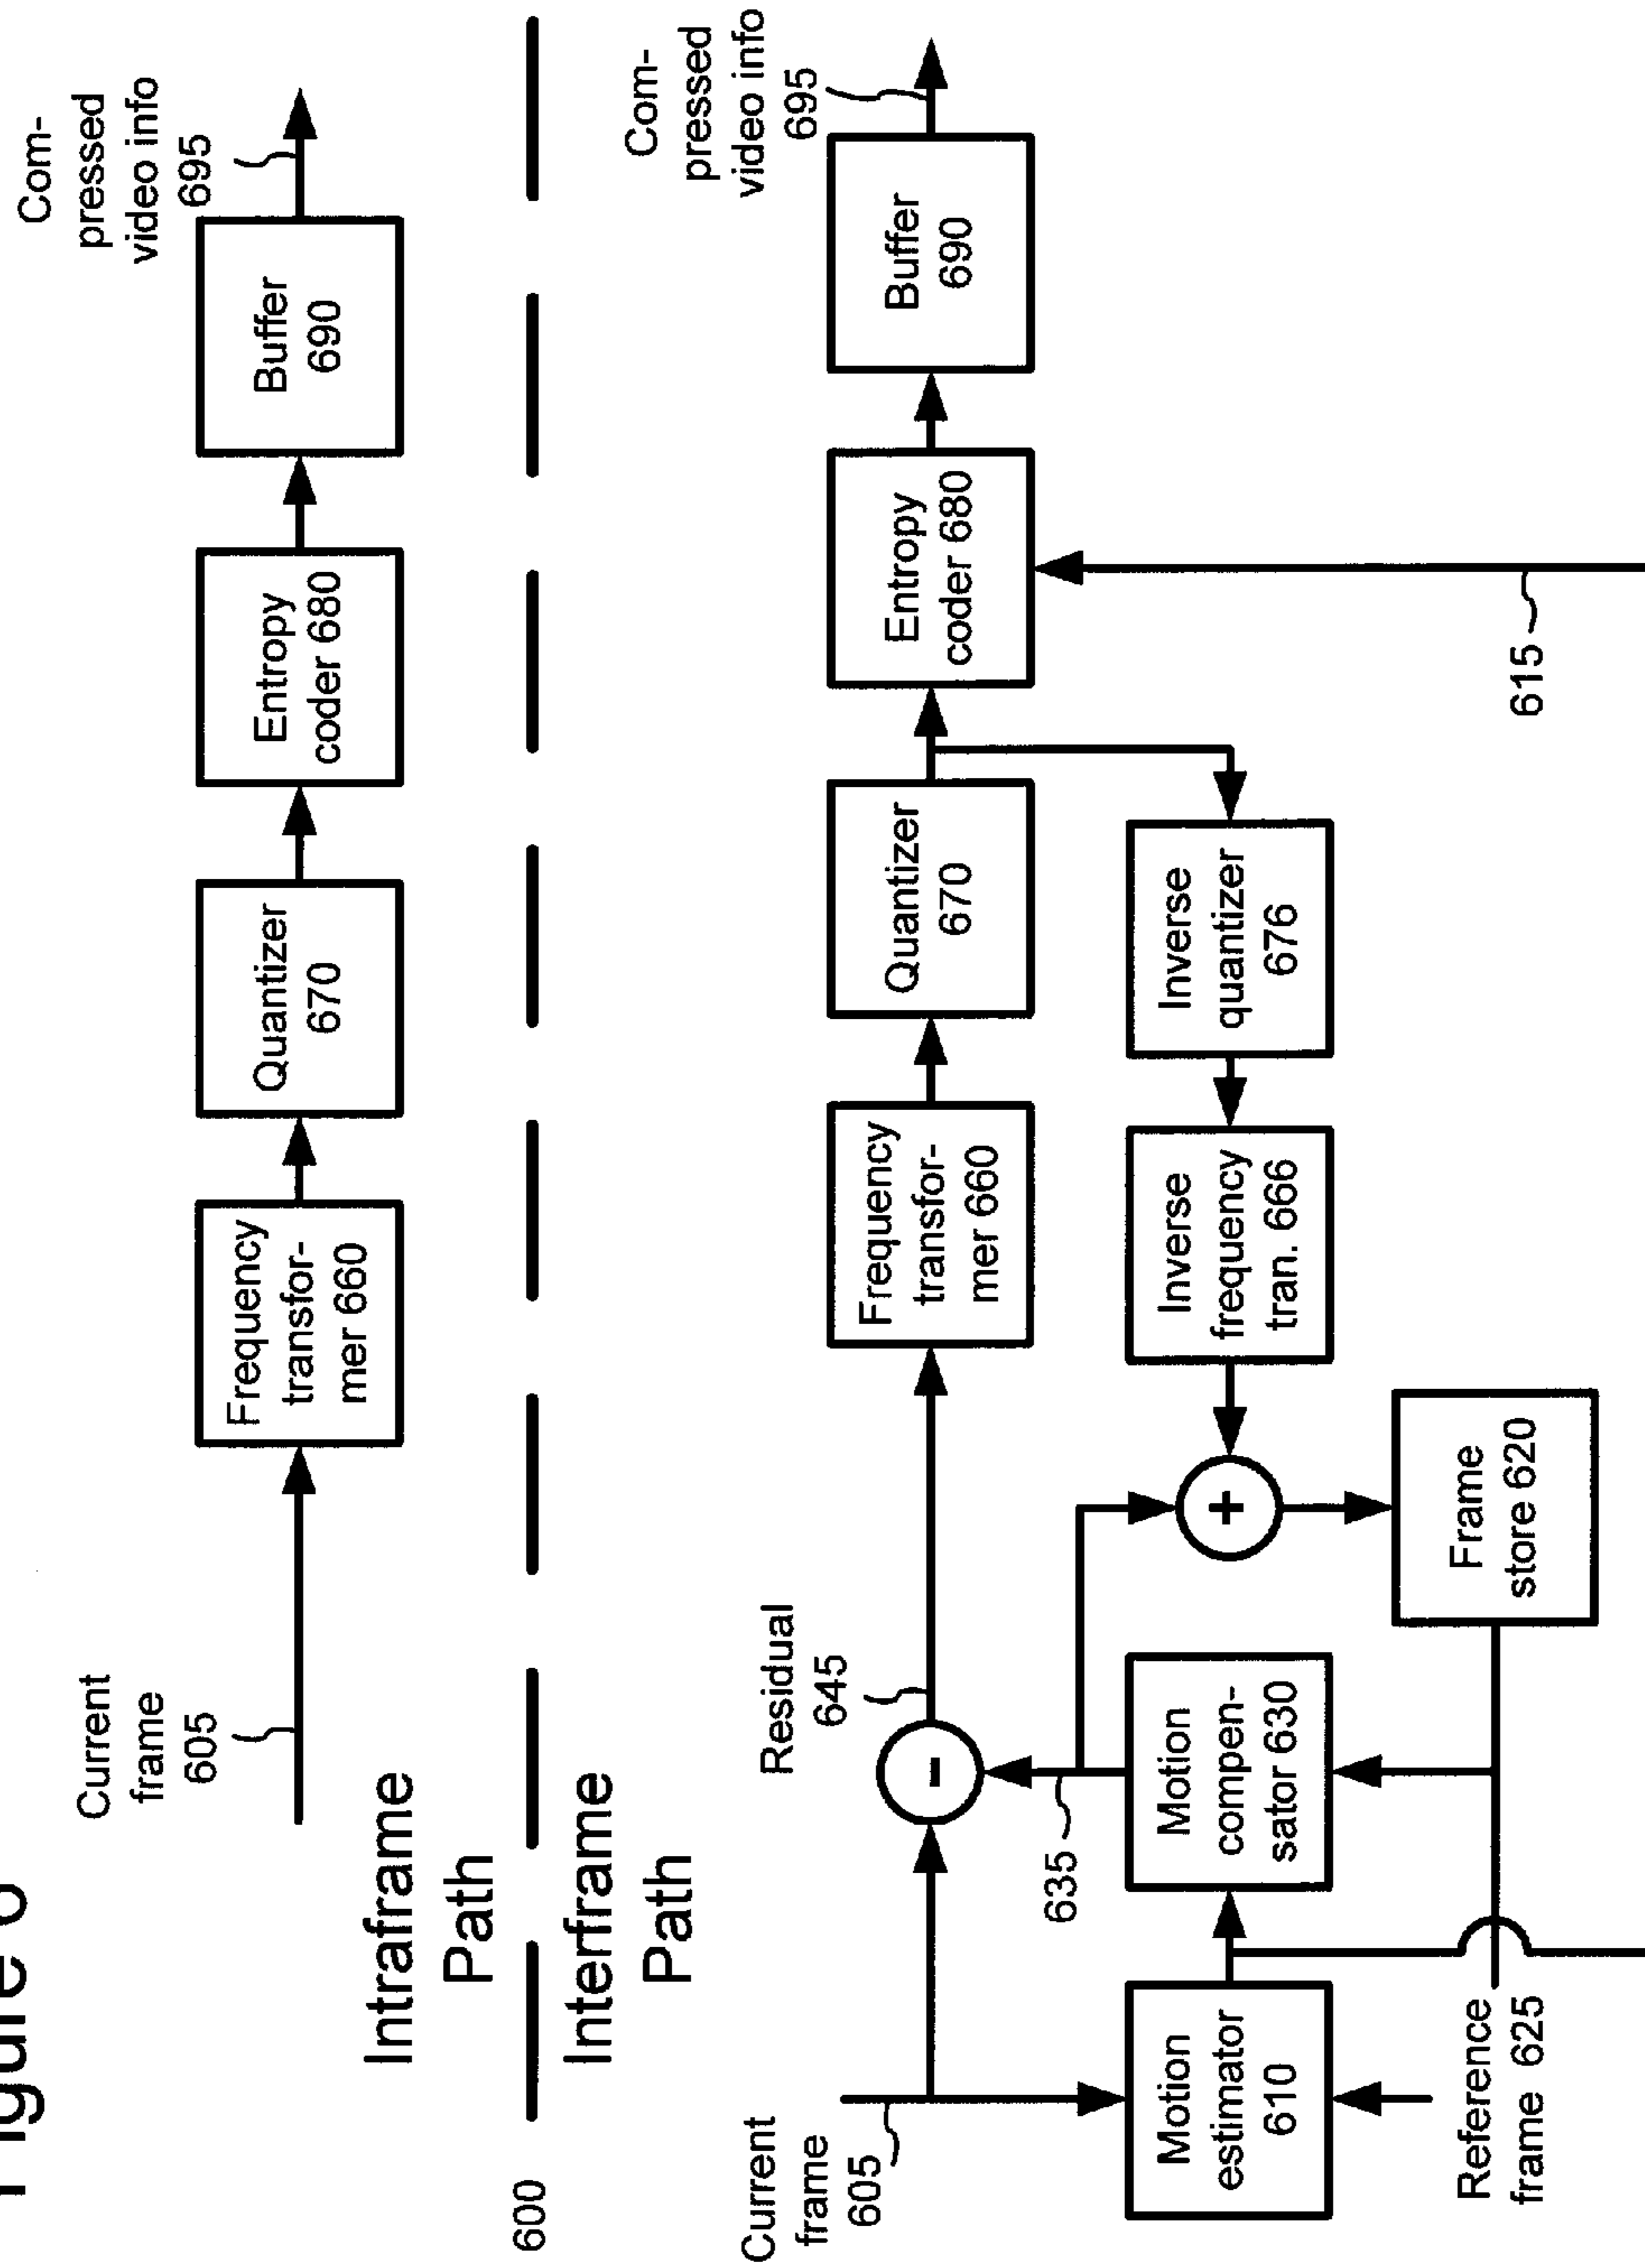 Current
frame
605
Frequency
transfor-
mer 660
Quantizer
670
Entropy
coder 680
Buffer
690
Com-
pressed
video info
695
Intraframe
Path
600
Interframe
Path
Current
frame
605
Residual
645
-
Frequency
transfor-
mer 660
Quantizer
670
Entropy
coder 680
Buffer
690
Com-
pressed
video info
695
635
Motion
estimator
610
Motion
compen-
sator 630
+
Inverse
frequency
tran. 666
Inverse
quantizer
676
Reference
frame 625
Frame
store 620
615